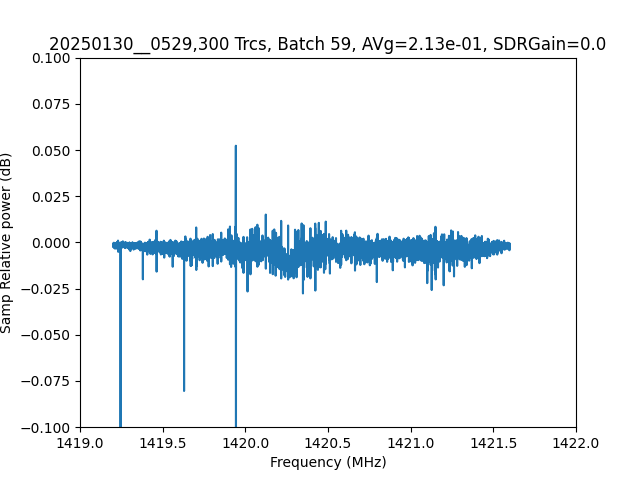 20250130__0529,300 Trcs, Batch 59, AVg=2.13e-01, SDRGain=0.0
0.100
0.075
0.050
0.025
0.000
−0.025
−0.050
−0.075
−0.100
Samp Relative power (dB)
1419.0 1419.5 1420.0 1420.5 1421.0 1421.5 1422.0
Frequency (MHz)